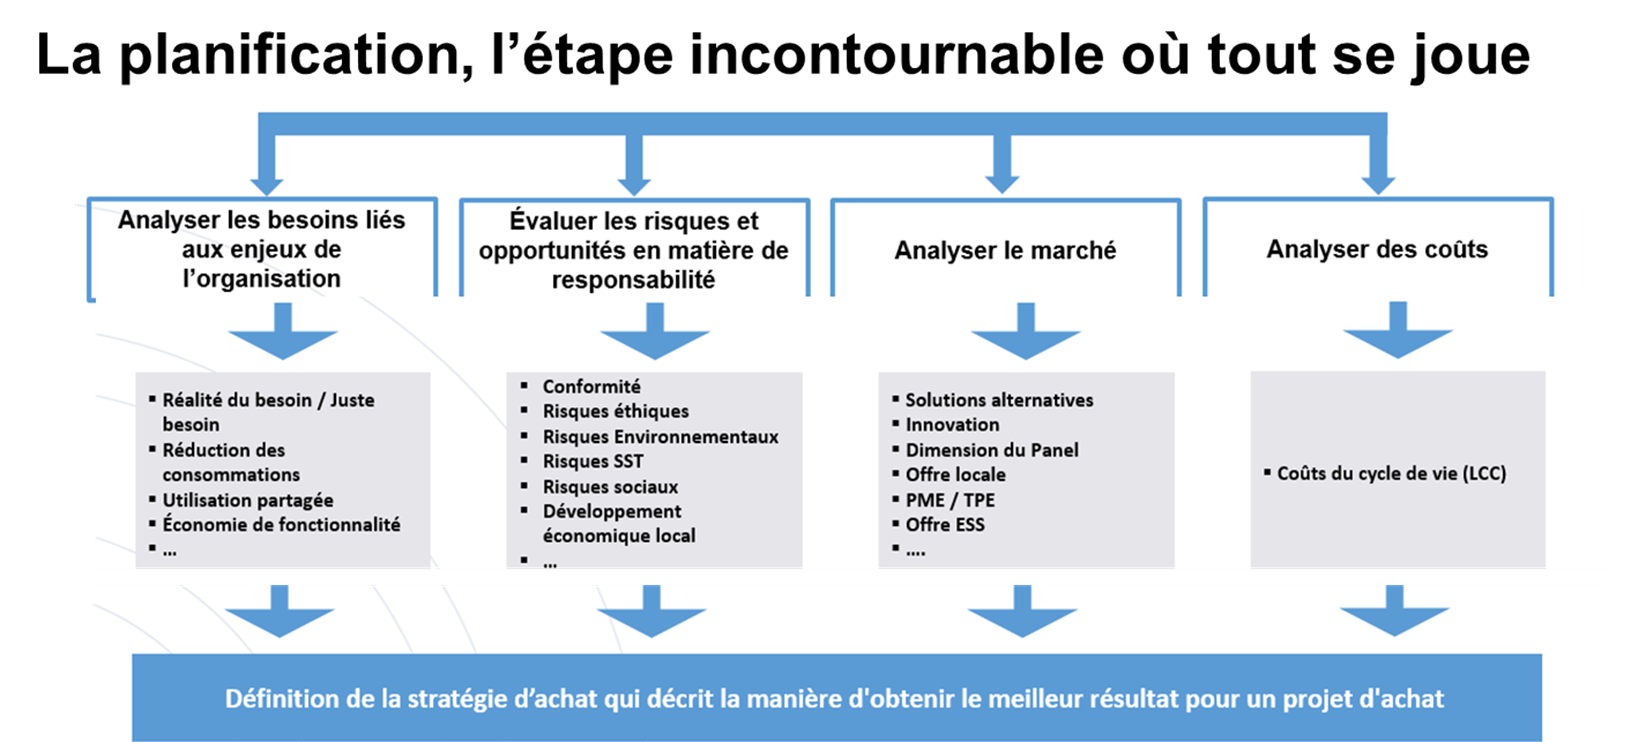 La planification, l’étape incontournable où tout se joue
Analyser les besoins liés
aux enjeux de
l’organisation
Évaluer les risques et
opportunités en matière de
responsabilité
Analyser le marché
Analyser des coûts
▪ Réalité du besoin / Juste
besoin
▪ Réduction des
consommations
▪ Utilisation partagée
▪ Économie de fonctionnalité
▪ ...
▪ Conformité
▪ Risques éthiques
▪ Risques Environnementaux
▪ Risques SST
▪ Risques sociaux
▪ Développement
économique local
▪ ...
▪ Solutions alternatives
▪ Innovation
▪ Dimension du Panel
▪ Offre locale
▪ PME / TPE
▪ Offre ESS
▪ ....
▪ Coûts du cycle de vie (LCC)
Définition de la stratégie d’achat qui décrit la manière d'obtenir le meilleur résultat pour un projet d'achat